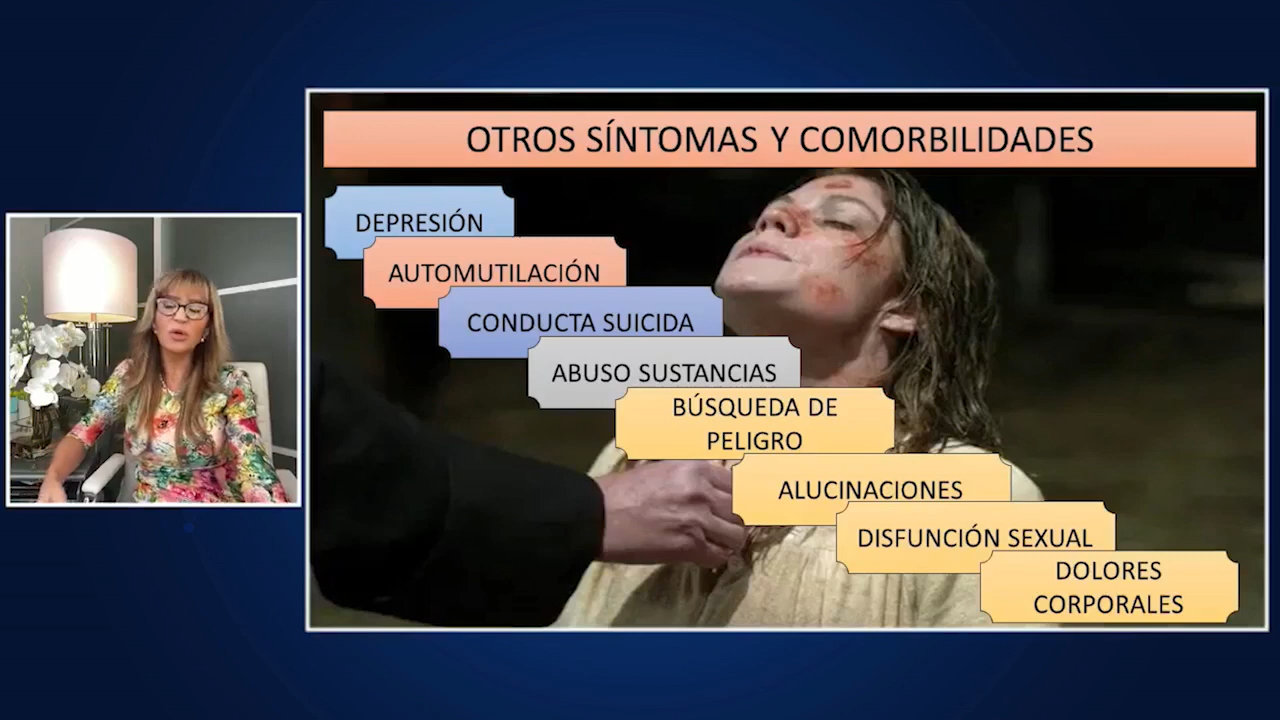 OTROS SÍNTOMAS Y COMORBILIDADES
DEPRESIÓN
AUTOMUTILACIÓN
CONDUCTA SUICIDA
ABUSO SUSTANCIAS
BÚSQUEDA DE
PELIGRO
ALUCINACIONES
DISFUNCIÓN SEXUAL
DOLORES
CORPORALES